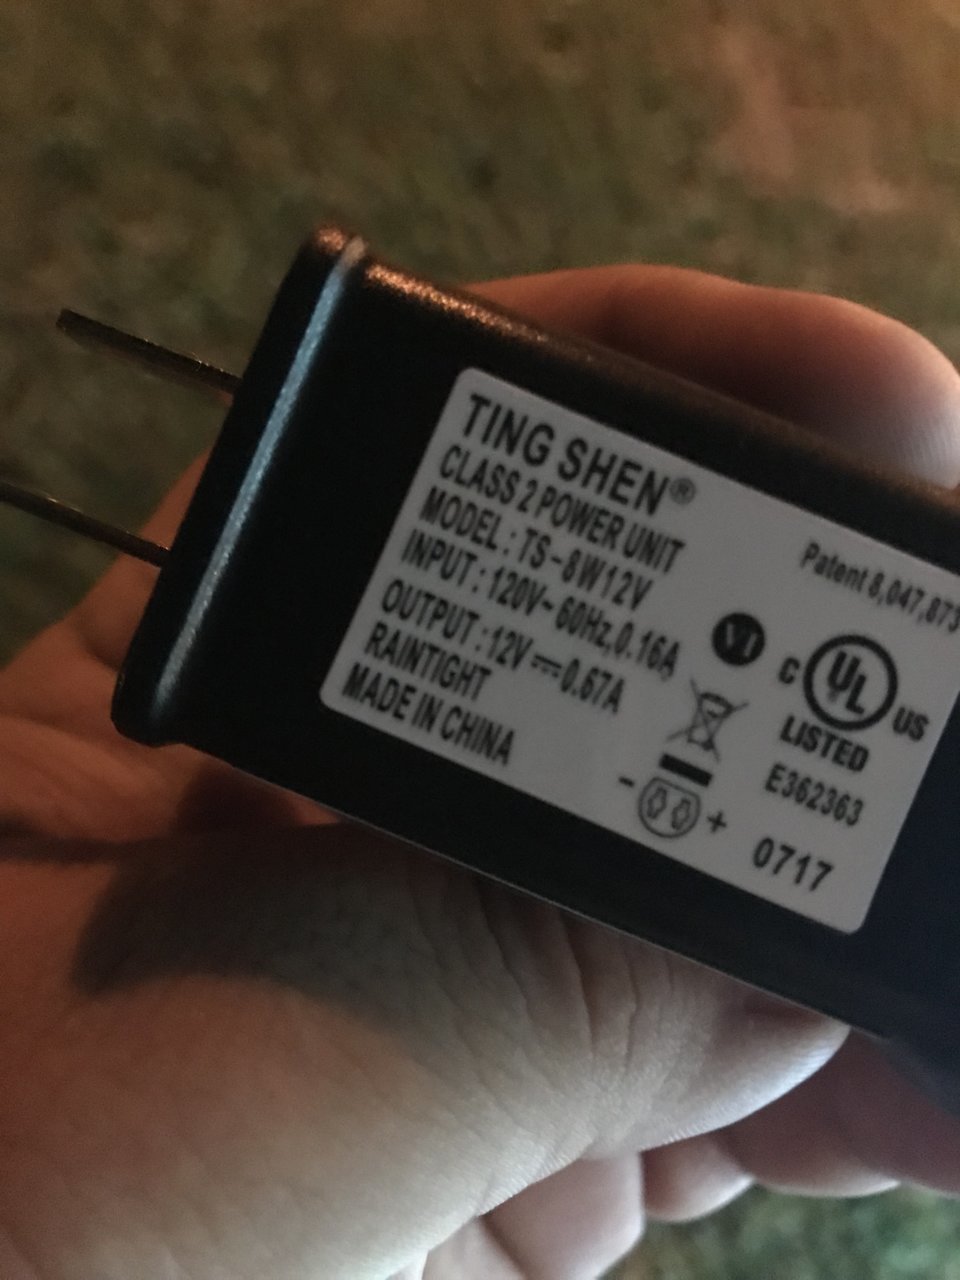 TING SHEN®
CLASS 2 POWER UNIT
MODEL : TS-8W12V
INPUT : 120V~ 60Hz,0.16A
OUTPUT : 12V⎓0.67A
RAINTIGHT
MADE IN CHINA
Patent 8,047,873
VI
C UL US
LISTED
E362363
- +
0717